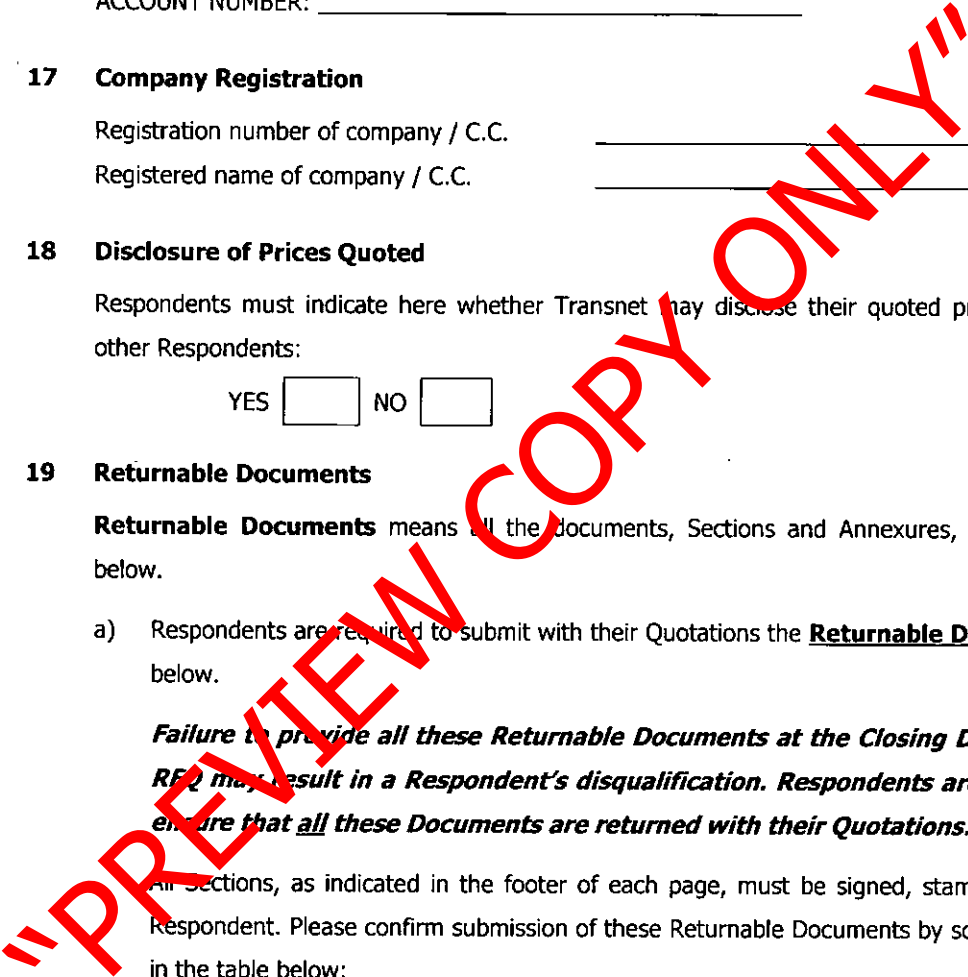 ACCOUNT NUMBER:
17 Company Registration
Registration number of company / C.C.
Registered name of company / C.C.
18 Disclosure of Prices Quoted
Respondents must indicate here whether Transnet may disclose their quoted
other Respondents:
YES NO
19 Returnable Documents
Returnable Documents means all the documents, Sections and Annexures,
below.
a) Respondents are required to submit with their Quotations the Returnable
below.
Failure to provide all these Returnable Documents at the Closing
RFQ may result in a Respondent's disqualification. Respondents
ensure that all these Documents are returned with their Quotations.
All Sections, as indicated in the footer of each page, must be signed,
Respondent. Please confirm submission of these Returnable Documents by
in the table below:
"PREVIEW COPY ONLY"